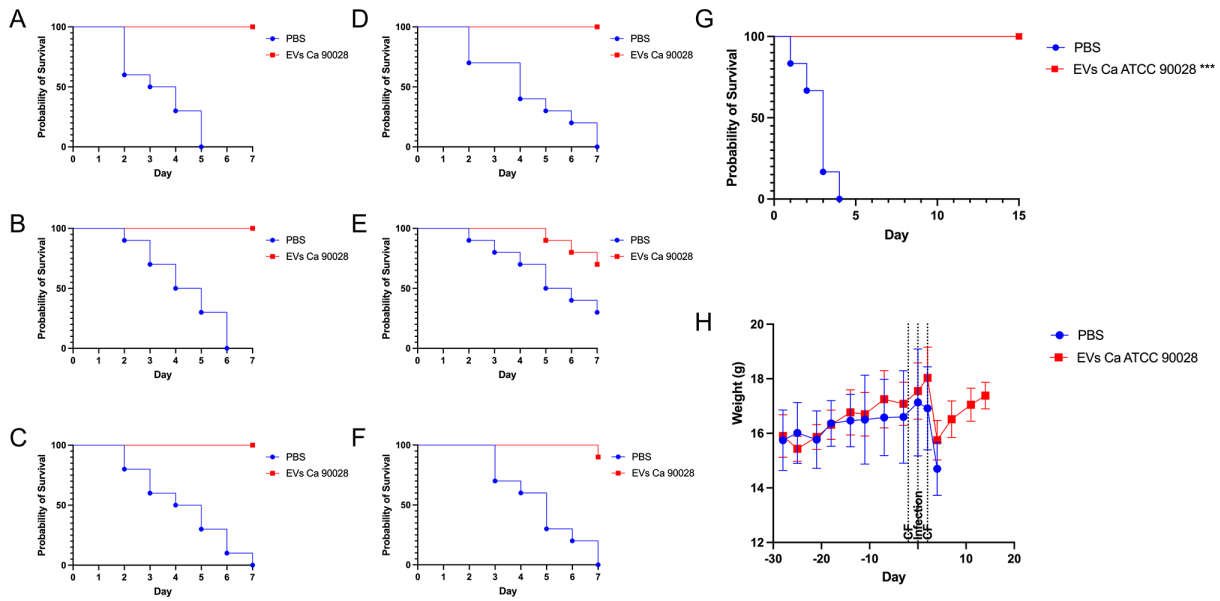 A
Probability of Survival
100
50
0
0 1 2 3 4 5 6 7
Day
PBS
EVs Ca 90028
B
Probability of Survival
100
50
0
0 1 2 3 4 5 6 7
Day
PBS
EVs Ca 90028
C
Probability of Survival
100
50
0
0 1 2 3 4 5 6 7
Day
PBS
EVs Ca 90028
D
Probability of Survival
100
50
0
0 1 2 3 4 5 6 7
Day
PBS
EVs Ca 90028
E
Probability of Survival
100
50
0
0 1 2 3 4 5 6 7
Day
PBS
EVs Ca 90028
F
Probability of Survival
100
50
0
0 1 2 3 4 5 6 7
Day
PBS
EVs Ca 90028
G
Probability of Survival
100
50
0
0 5 10 15
Day
PBS
EVs Ca ATCC 90028 ***
H
Weight (g)
20
18
16
14
12
CF
Infection
CF
-30 -20 -10 0 10 20
Day
PBS
EVs Ca ATCC 90028